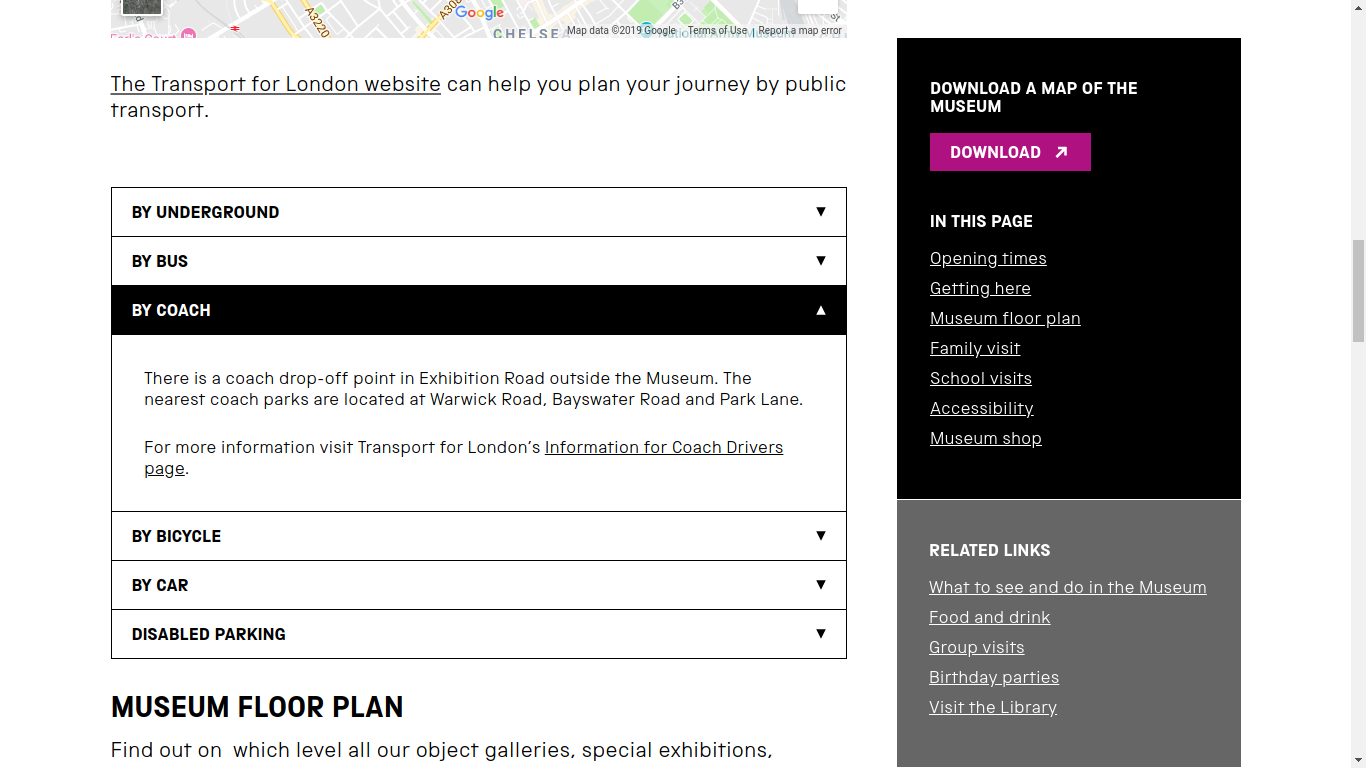 Google
A3220
CHELSE
Map data ©2019 Google
Terms of Use
Report a map error
The Transport for London website can help you plan your journey by public
transport.
BY UNDERGROUND ▼
BY BUS ▼
BY COACH ▲
There is a coach drop-off point in Exhibition Road outside the Museum. The
nearest coach parks are located at Warwick Road, Bayswater Road and Park Lane.
For more information visit Transport for London’s Information for Coach Drivers
page.
BY BICYCLE ▼
BY CAR ▼
DISABLED PARKING ▼
MUSEUM FLOOR PLAN
Find out on which level all our object galleries, special exhibitions,
DOWNLOAD A MAP OF THE
MUSEUM
DOWNLOAD
IN THIS PAGE
Opening times
Getting here
Museum floor plan
Family visit
School visits
Accessibility
Museum shop
RELATED LINKS
What to see and do in the Museum
Food and drink
Group visits
Birthday parties
Visit the Library